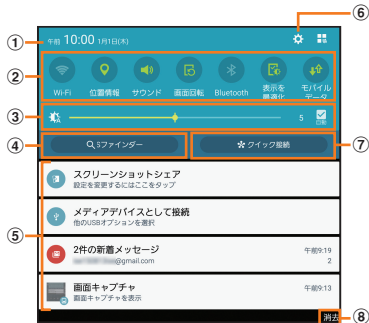 ⑥
① 午前 10:00 1月1日(木)
②
Wi-Fi 位置情報 サウンド 画面回転 Bluetooth 表示を最適化 モバイルデータ
③ 5 自動
④ Sファインダー クイック接続 ⑦
スクリーンショットシェア
設定を変更するにはここをタップ
メディアデバイスとして接続
⑤ 他のUSBオプションを選択
2件の新着メッセージ 午前9:19
@gmail.com 2
画面キャプチャ 午前9:13
画面キャプチャを表示
消去 ⑧